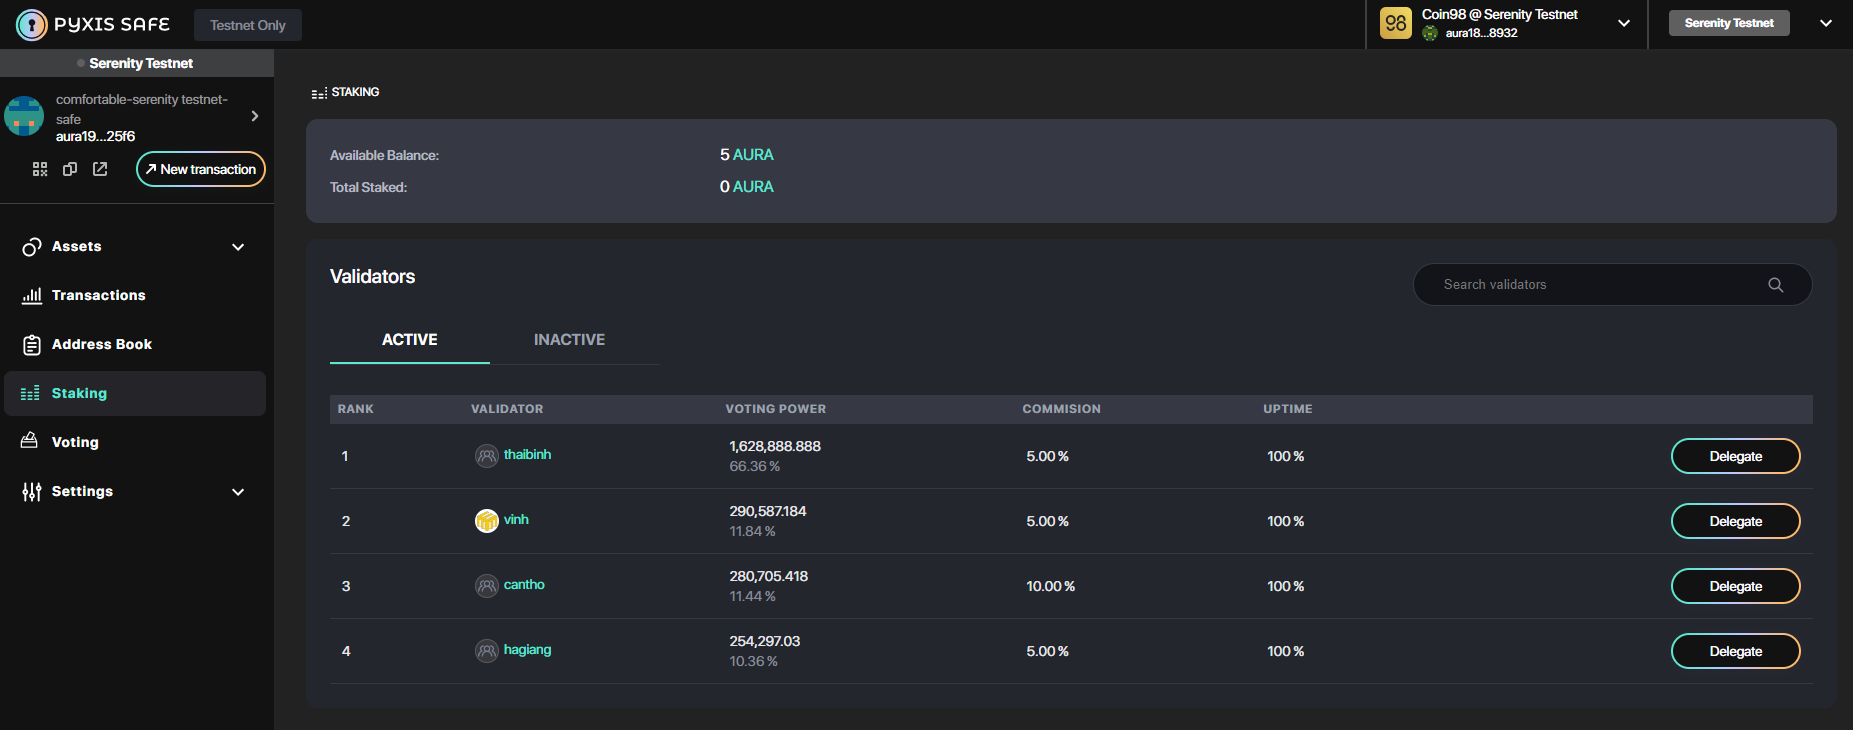 PYXIS SAFE
Testnet Only
Coin98 @ Serenity Testnet
aura18...8932
Serenity Testnet
Serenity Testnet
comfortable-serenity testnet-
safe
aura19...25f6
New transaction
Assets
Transactions
Address Book
Staking
Voting
Settings
STAKING
Available Balance: 5 AURA
Total Staked: 0 AURA
Validators
Search validators
ACTIVE INACTIVE
RANK VALIDATOR VOTING POWER COMMISION UPTIME
1 thaibinh 1,628,888.888 5.00 % 100 % Delegate
66.36 %
2 vinh 290,587.184 5.00 % 100 % Delegate
11.84 %
3 cantho 280,705.418 10.00 % 100 % Delegate
11.44 %
4 hagiang 254,297.03 5.00 % 100 % Delegate
10.36 %